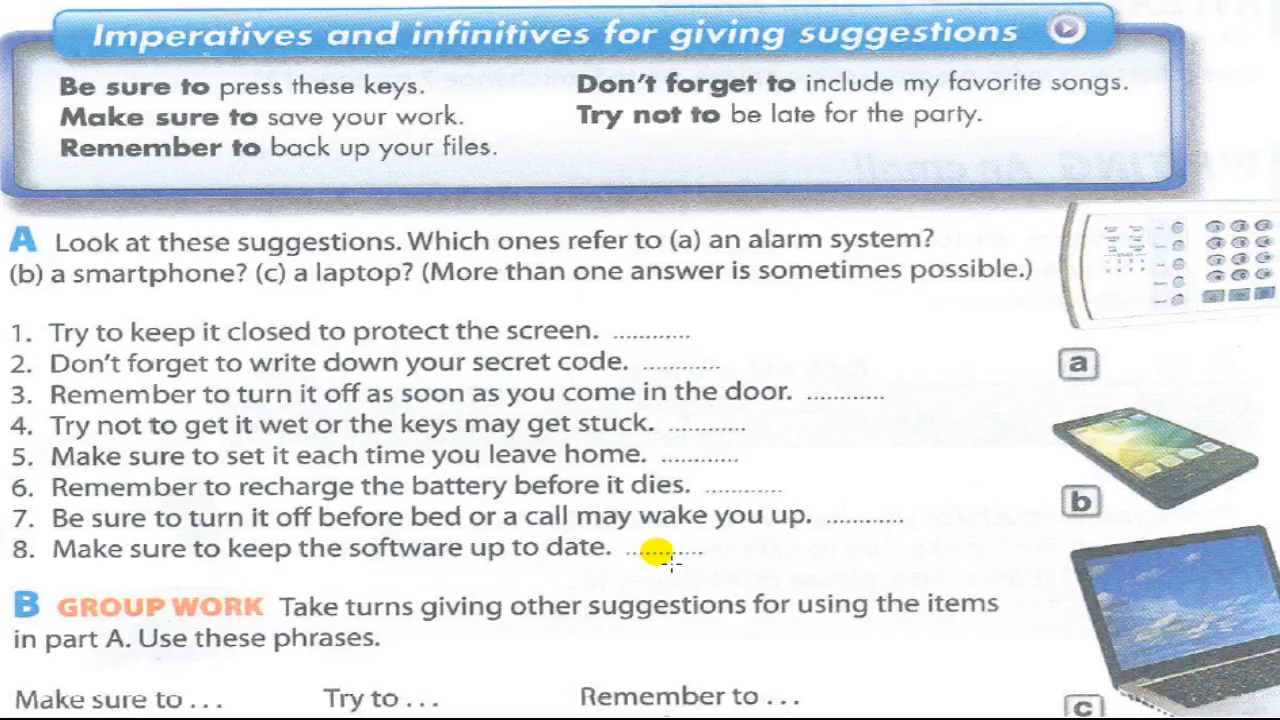 Imperatives and infinitives for giving suggestions
Be sure to press these keys.
Make sure to save your work.
Remember to back up your files.
Don't forget to include my favorite songs.
Try not to be late for the party.
A Look at these suggestions. Which ones refer to (a) an alarm system?
(b) a smartphone? (c) a laptop? (More than one answer is sometimes possible.)
1. Try to keep it closed to protect the screen. ............
2. Don't forget to write down your secret code. ............
3. Remember to turn it off as soon as you come in the door. ............
4. Try not to get it wet or the keys may get stuck. ............
5. Make sure to set it each time you leave home. ............
6. Remember to recharge the battery before it dies. ............
7. Be sure to turn it off before bed or a call may wake you up. ............
8. Make sure to keep the software up to date. ............
a
b
c
B GROUP WORK Take turns giving other suggestions for using the items
in part A. Use these phrases.
Make sure to . . . Try to . . . Remember to . . .